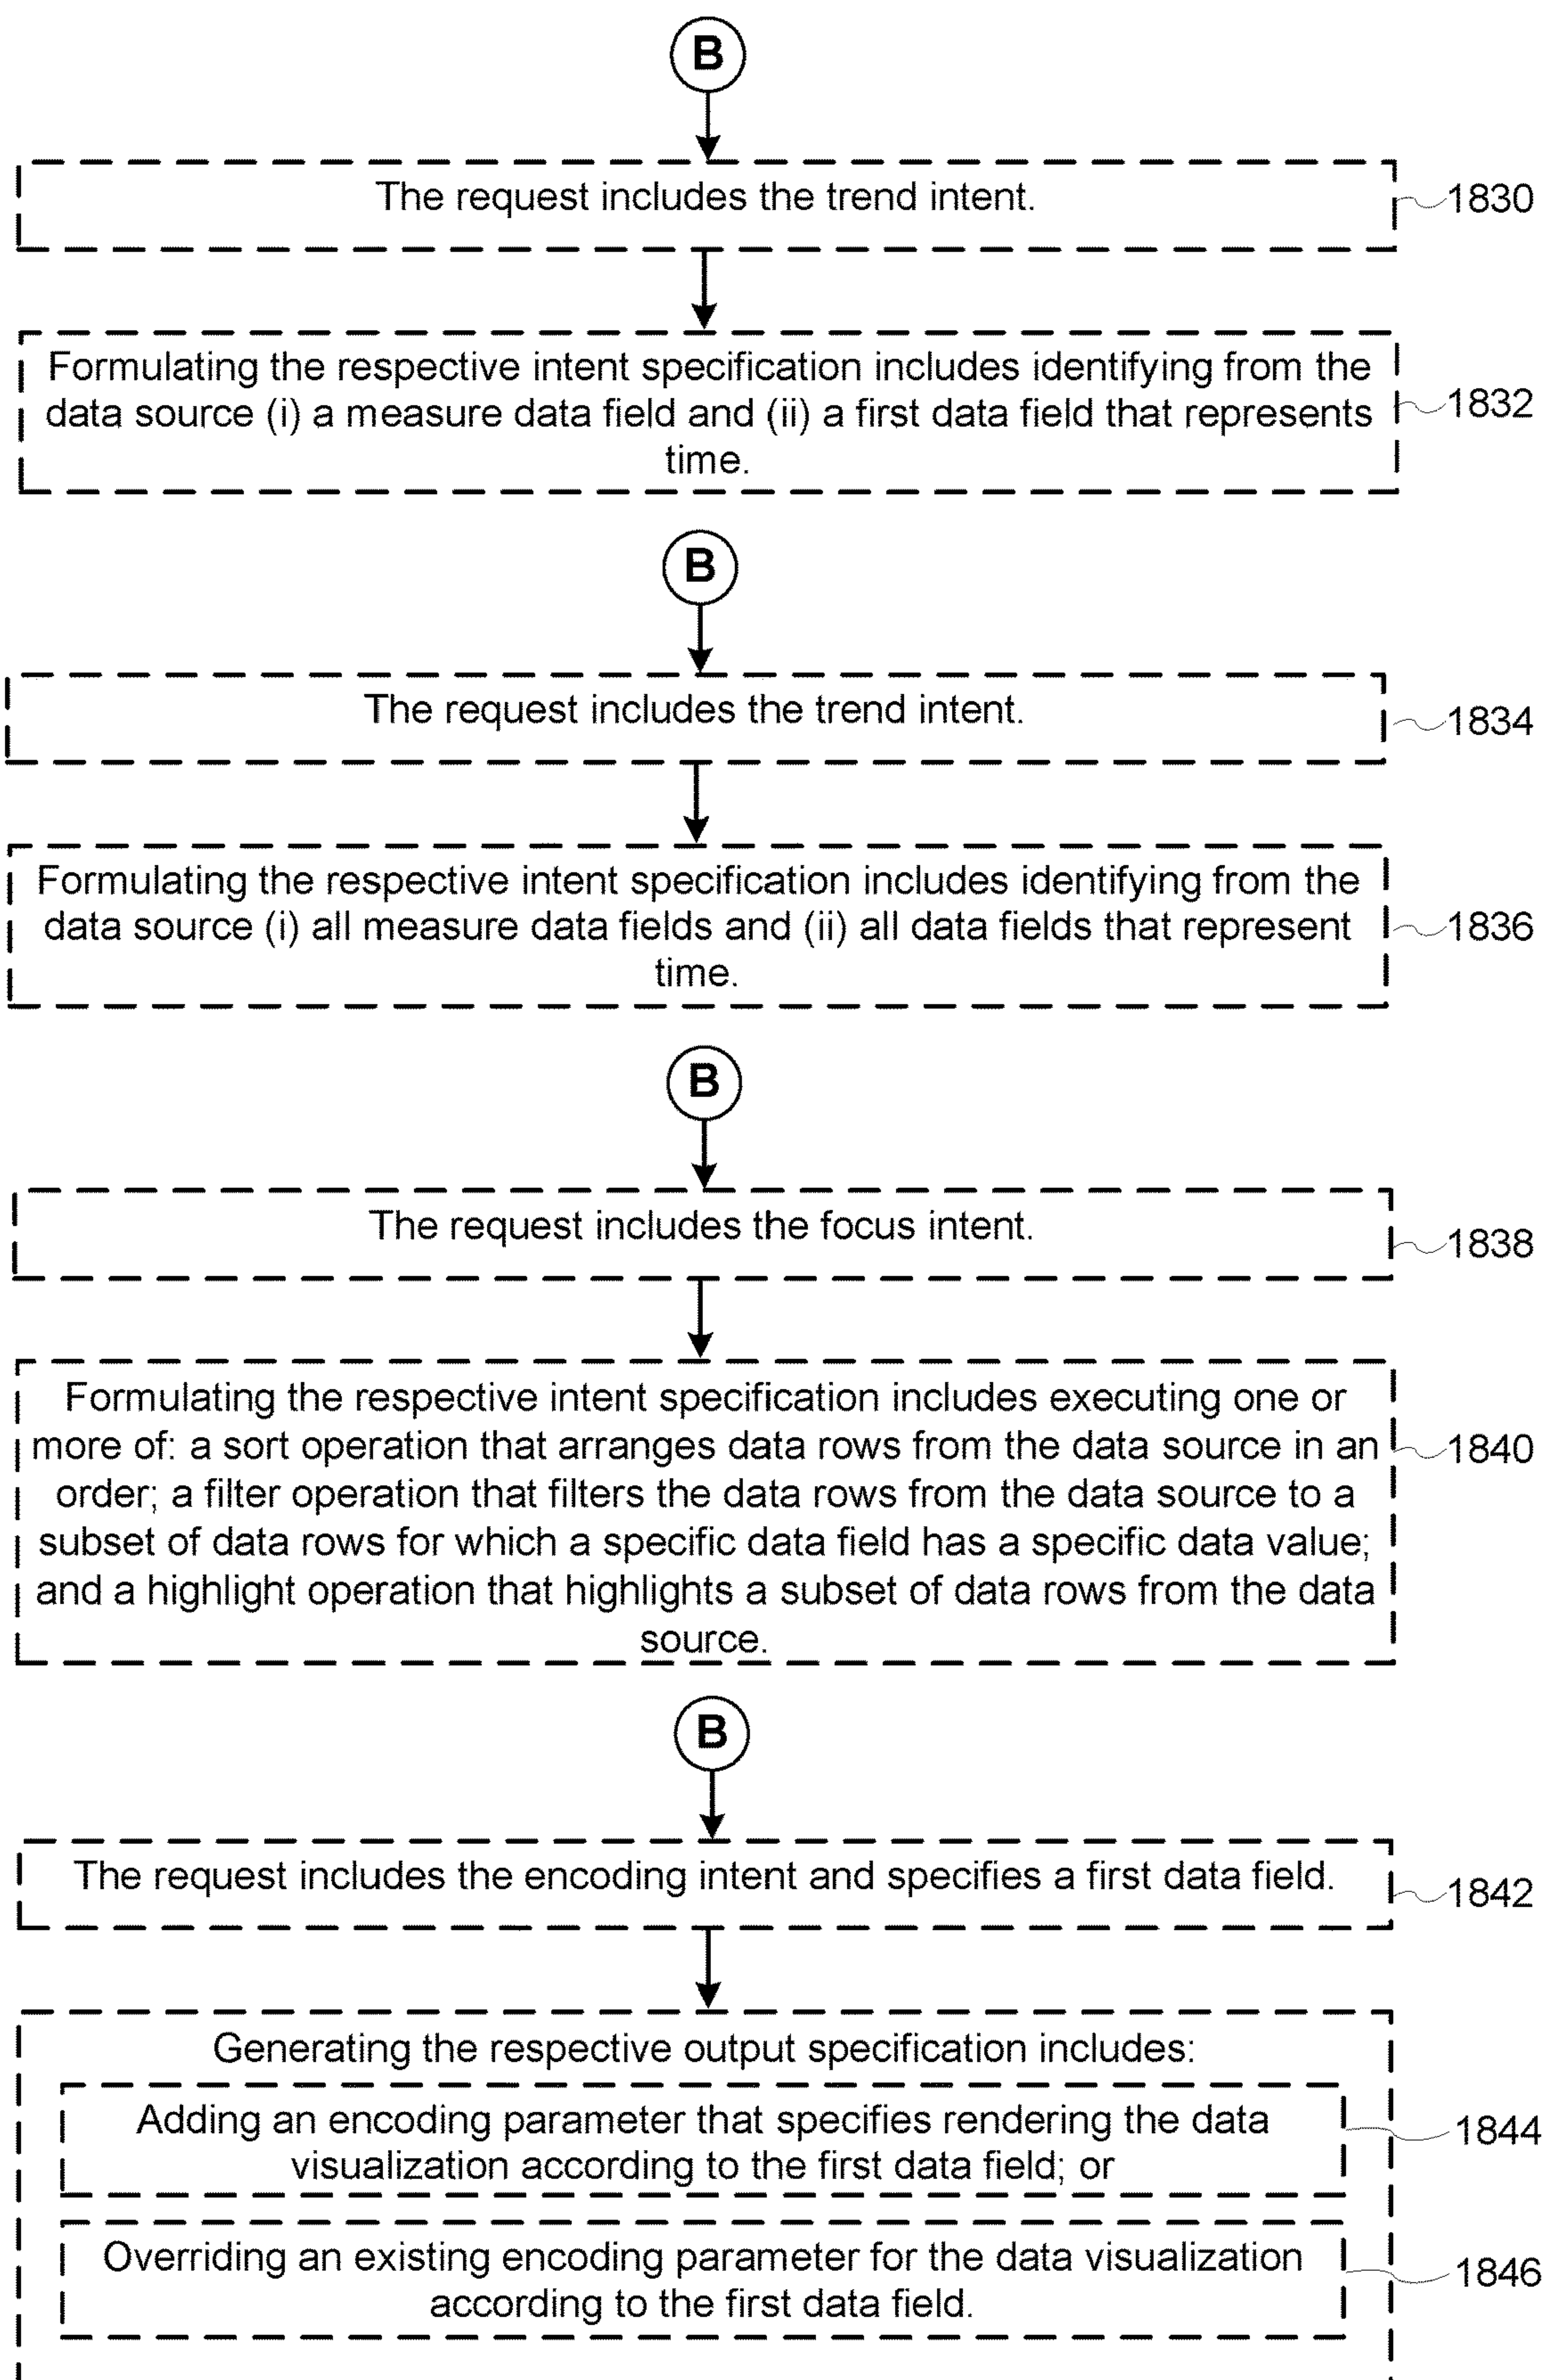 B
The request includes the trend intent.
1830
Formulating the respective intent specification includes identifying from the
data source (i) a measure data field and (ii) a first data field that represents
time.
1832
B
The request includes the trend intent.
1834
Formulating the respective intent specification includes identifying from the
data source (i) all measure data fields and (ii) all data fields that represent
time.
1836
B
The request includes the focus intent.
1838
Formulating the respective intent specification includes executing one or
more of: a sort operation that arranges data rows from the data source in an
order; a filter operation that filters the data rows from the data source to a
subset of data rows for which a specific data field has a specific data value;
and a highlight operation that highlights a subset of data rows from the data
source.
1840
B
The request includes the encoding intent and specifies a first data field.
1842
Generating the respective output specification includes:
Adding an encoding parameter that specifies rendering the data
visualization according to the first data field; or
1844
Overriding an existing encoding parameter for the data visualization
according to the first data field.
1846